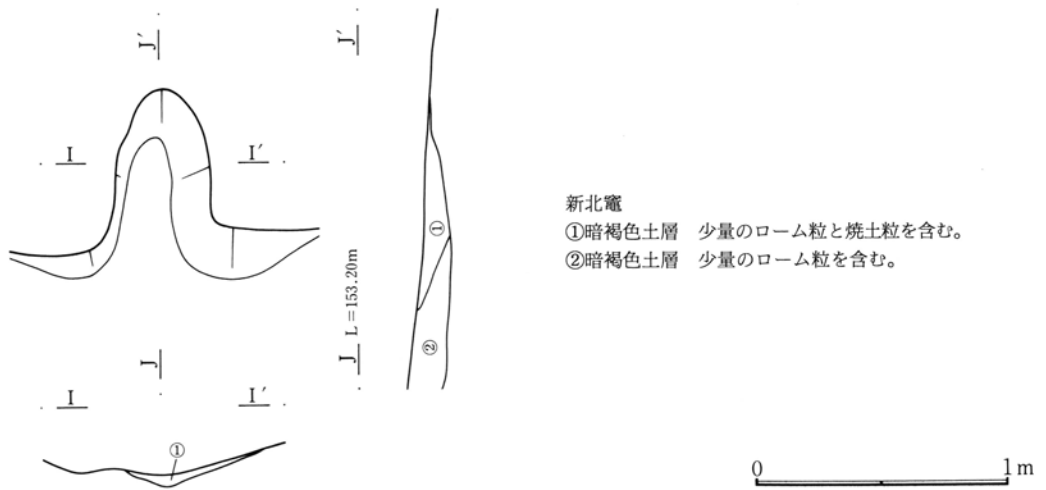 J′
J′
I
I′
①
L＝153.20m
②
J
J
I
I′
①
新北竈
①暗褐色土層　少量のローム粒と焼土粒を含む。
②暗褐色土層　少量のローム粒を含む。
0
1m